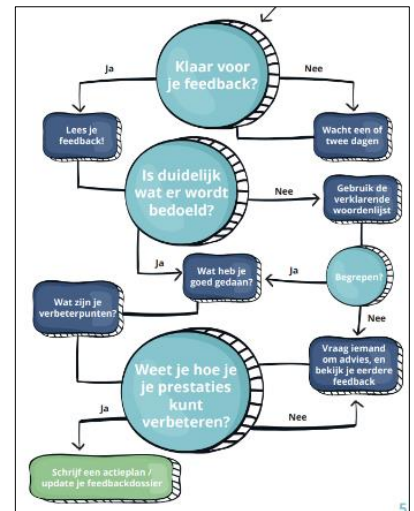 Klaar voor
je feedback?
Ja
Nee
Lees je
feedback!
Wacht een of
twee dagen
Is duidelijk
wat er wordt
bedoeld?
Nee
Gebruik de
verklarende
woordenlijst
Ja
Wat heb je
goed gedaan?
Ja
Begrepen?
Wat zijn je
verbeterpunten?
Nee
Weet je hoe je
je prestaties
kunt
verbeteren?
Vraag iemand
om advies, en
bekijk je eerdere
feedback
Ja
Nee
Schrijf een actieplan /
update je feedbackdossier
5